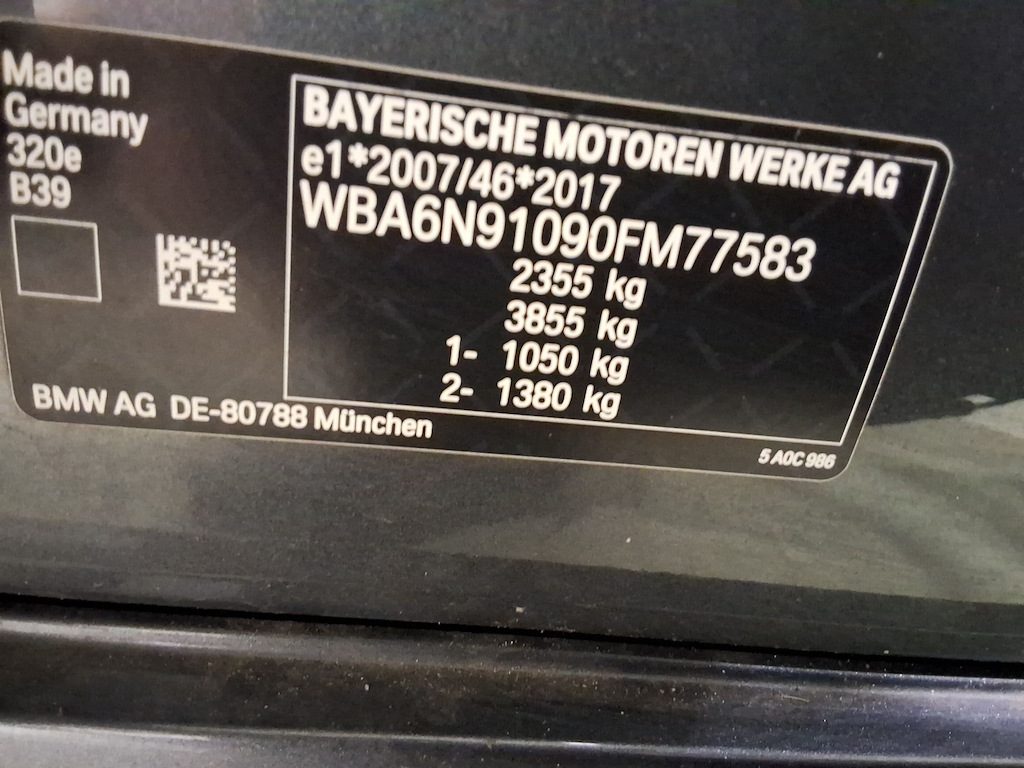 Made in
Germany
320e
B39
BAYERISCHE MOTOREN WERKE AG
e1*2007/46*2017
WBA6N91090FM77583
2355 kg
3855 kg
1- 1050 kg
2- 1380 kg
BMW AG DE-80788 München
5 A0C 986